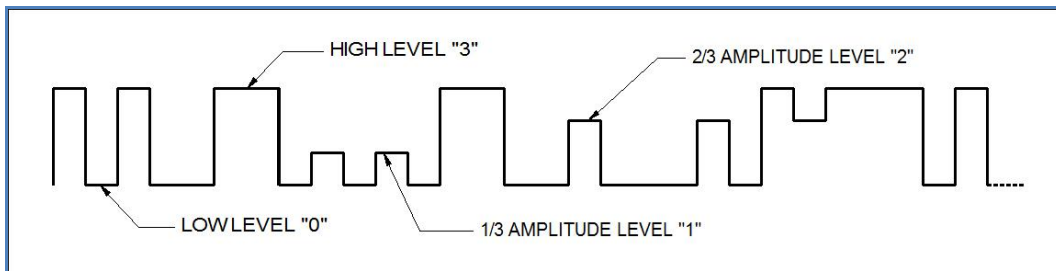 HIGH LEVEL "3"
2/3 AMPLITUDE LEVEL "2"
LOW LEVEL "0"
1/3 AMPLITUDE LEVEL "1"